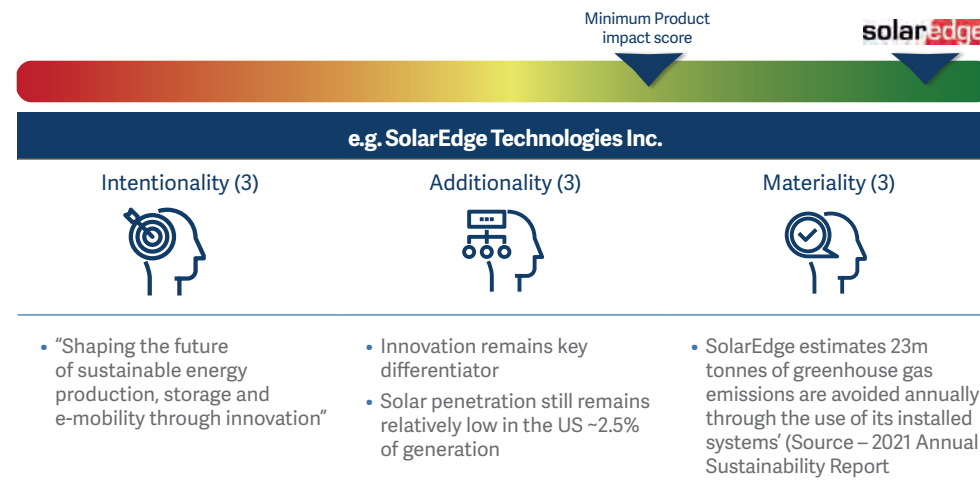 Minimum Product
impact score
solaredge
e.g. SolarEdge Technologies Inc.
Intentionality (3)
Additionality (3)
Materiality (3)
• “Shaping the future
of sustainable energy
production, storage and
e-mobility through innovation”
• Innovation remains key
differentiator
• Solar penetration still remains
relatively low in the US ~2.5%
of generation
• SolarEdge estimates 23m
tonnes of greenhouse gas
emissions are avoided annually
through the use of its installed
systems’ (Source – 2021 Annual
Sustainability Report